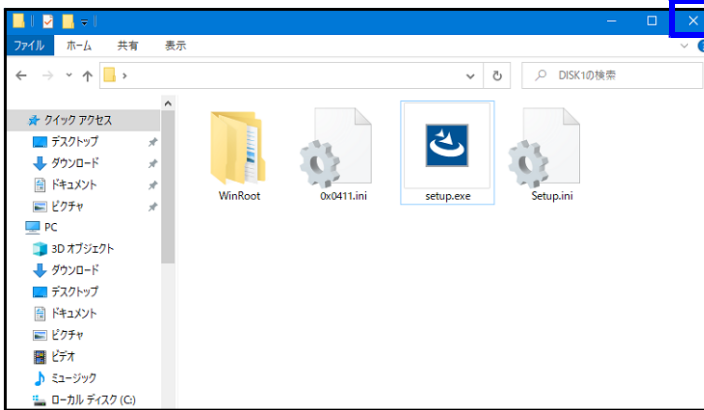 ファイル ホーム 共有 表示
DISK1の検索
クイック アクセス
デスクトップ
ダウンロード
ドキュメント
ピクチャ
PC
3D オブジェクト
ダウンロード
デスクトップ
ドキュメント
ピクチャ
ビデオ
ミュージック
ローカル ディスク (C:)
WinRoot 0x0411.ini setup.exe Setup.ini